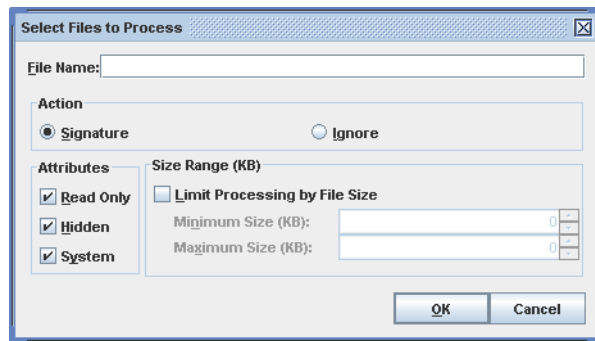 Select Files to Process
File Name:
Action
Signature Ignore
Attributes Size Range (KB)
Read Only Limit Processing by File Size
Hidden Minimum Size (KB): 0
System Maximum Size (KB): 0
OK Cancel